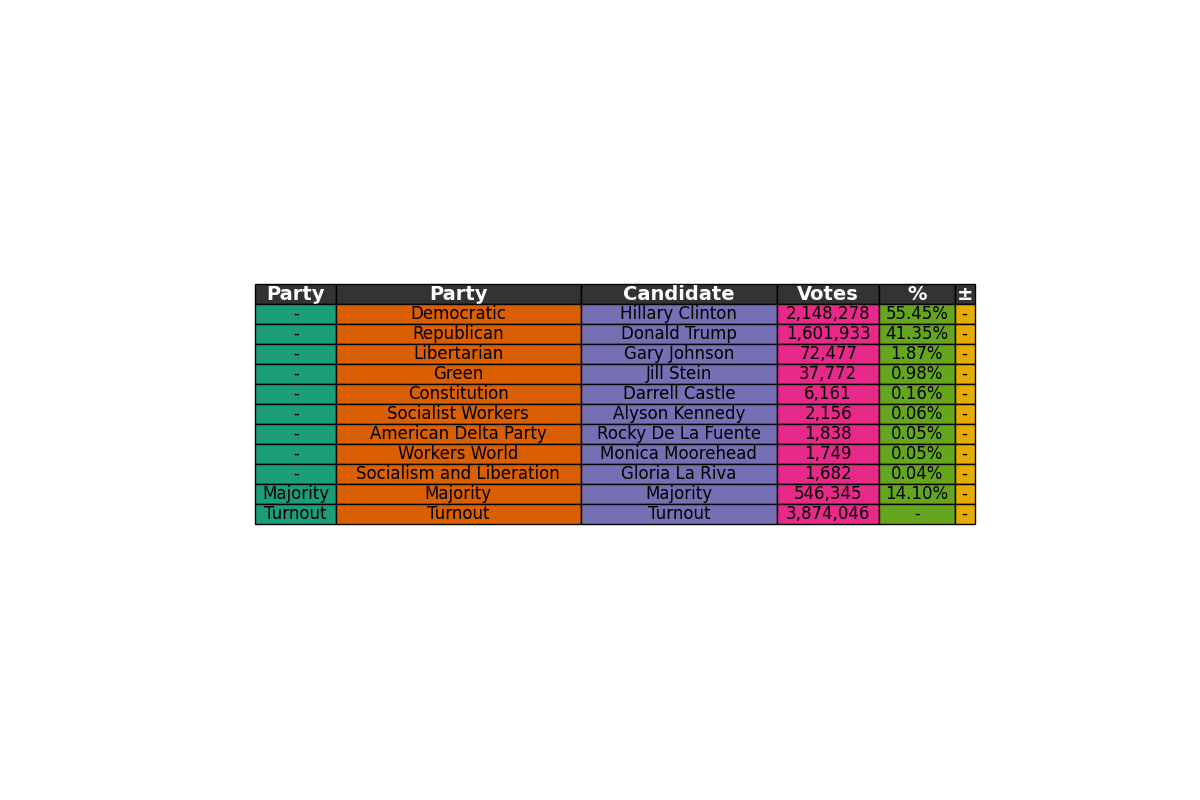 Party Party Candidate Votes % ±
- Democratic Hillary Clinton 2,148,278 55.45% -
- Republican Donald Trump 1,601,933 41.35% -
- Libertarian Gary Johnson 72,477 1.87% -
- Green Jill Stein 37,772 0.98% -
- Constitution Darrell Castle 6,161 0.16% -
- Socialist Workers Alyson Kennedy 2,156 0.06% -
- American Delta Party Rocky De La Fuente 1,838 0.05% -
- Workers World Monica Moorehead 1,749 0.05% -
- Socialism and Liberation Gloria La Riva 1,682 0.04% -
Majority Majority Majority 546,345 14.10% -
Turnout Turnout Turnout 3,874,046 - -